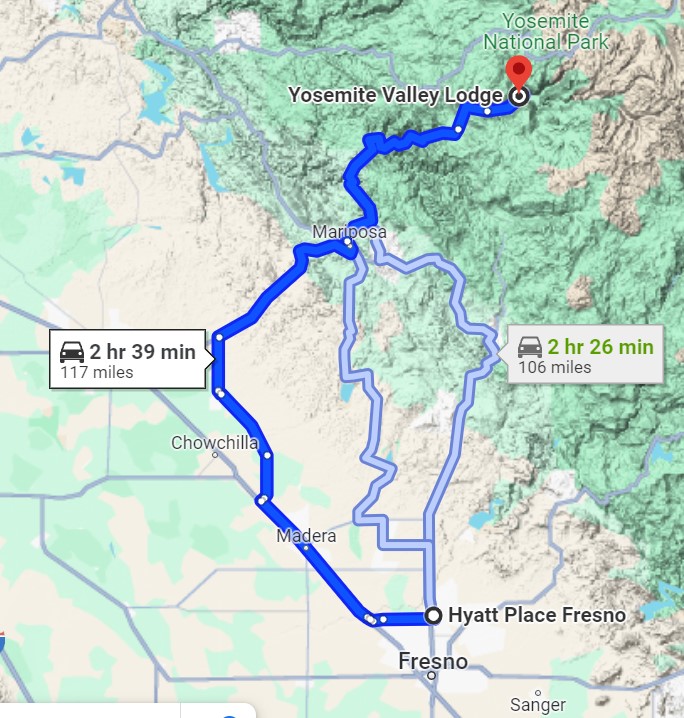 Yosemite
National Park
Yosemite Valley Lodge
Mariposa
2 hr 39 min
117 miles
2 hr 26 min
106 miles
Chowchilla
Madera
Hyatt Place Fresno
Fresno
Sanger